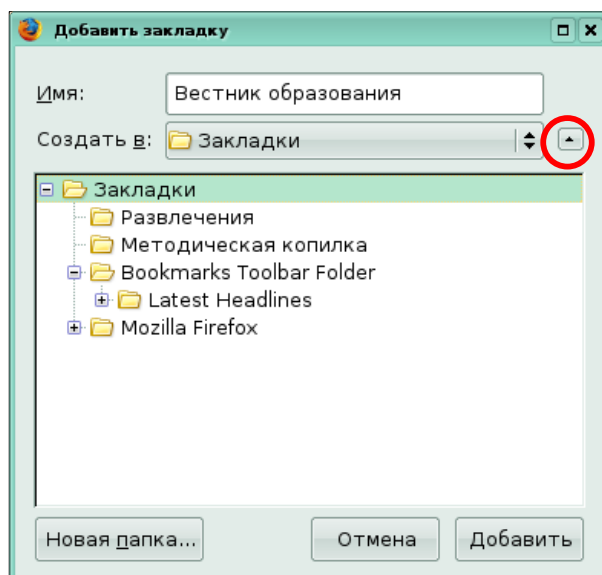 Добавить закладку
Имя: Вестник образования
Создать в: Закладки
Закладки
Развлечения
Методическая копилка
Bookmarks Toolbar Folder
Latest Headlines
Mozilla Firefox
Новая папка... Отмена Добавить